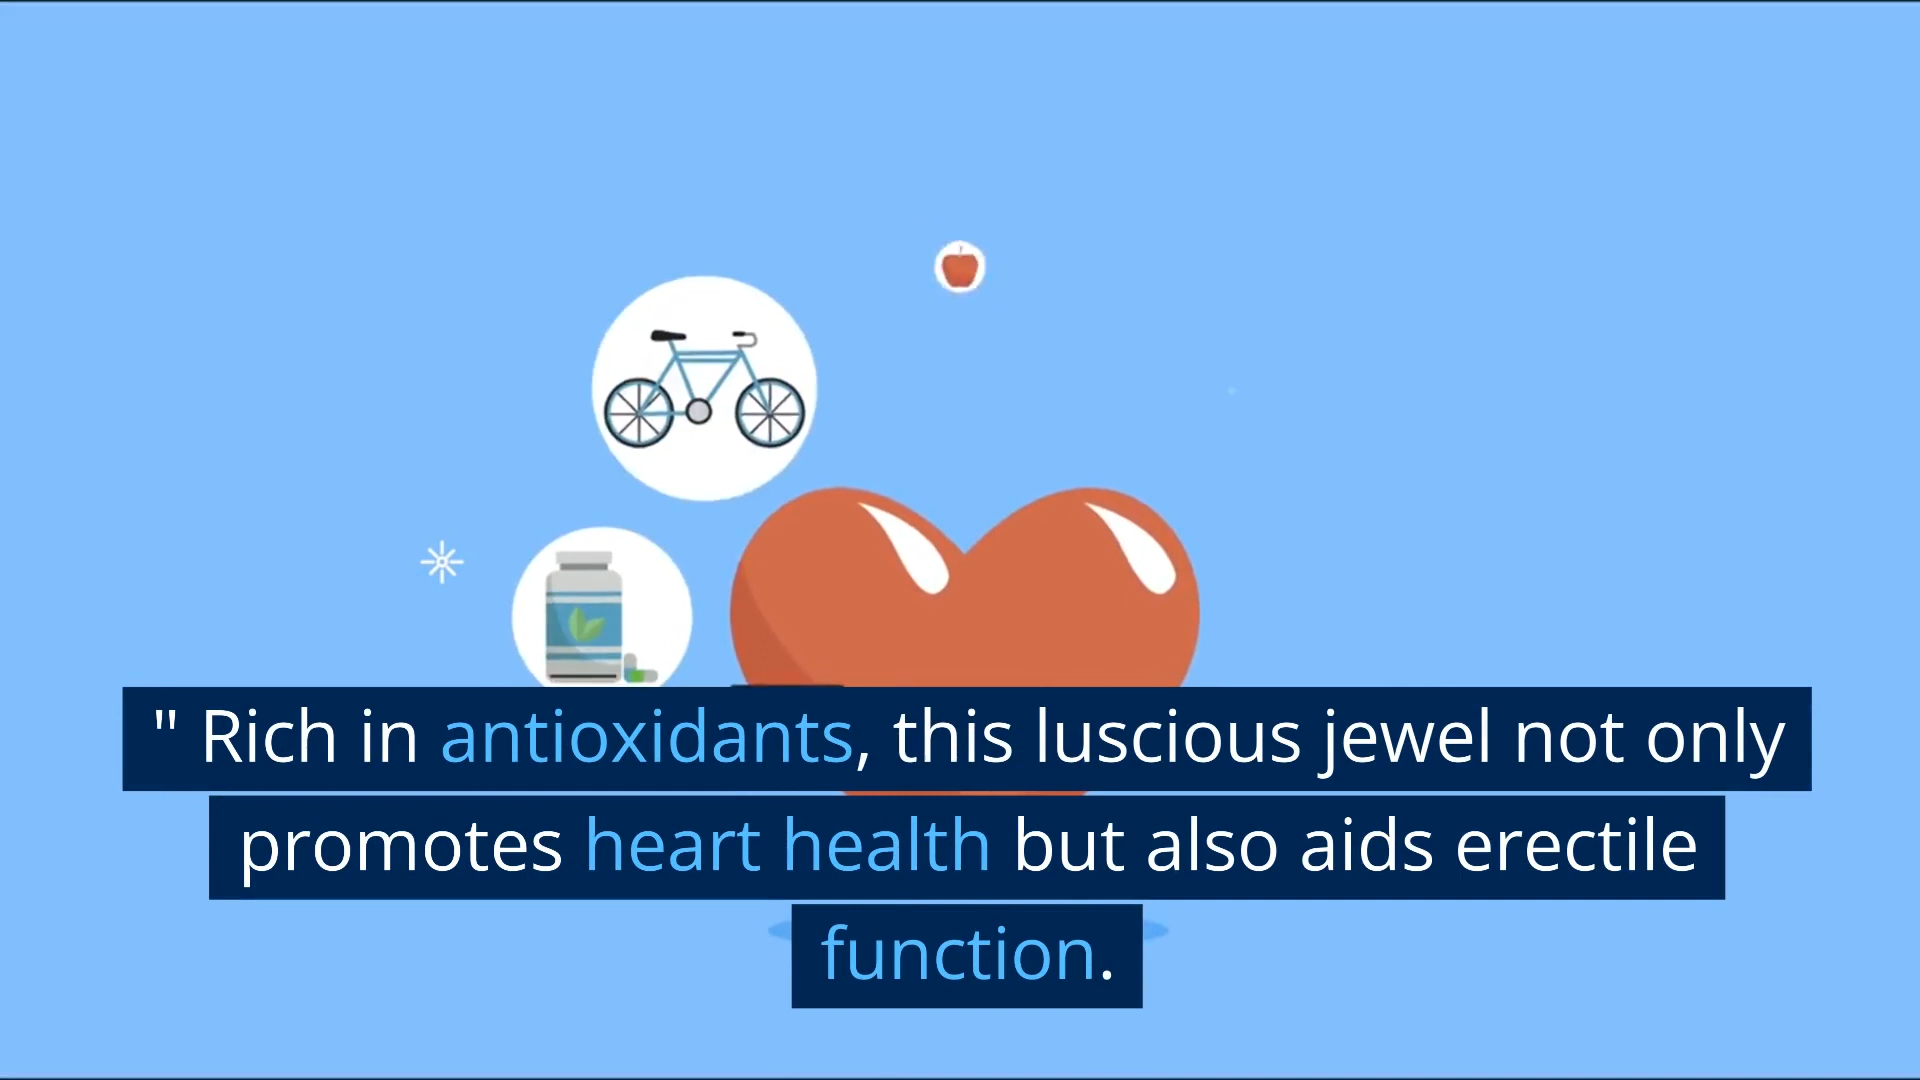 " Rich in antioxidants, this luscious jewel not only
promotes heart health but also aids erectile
function.